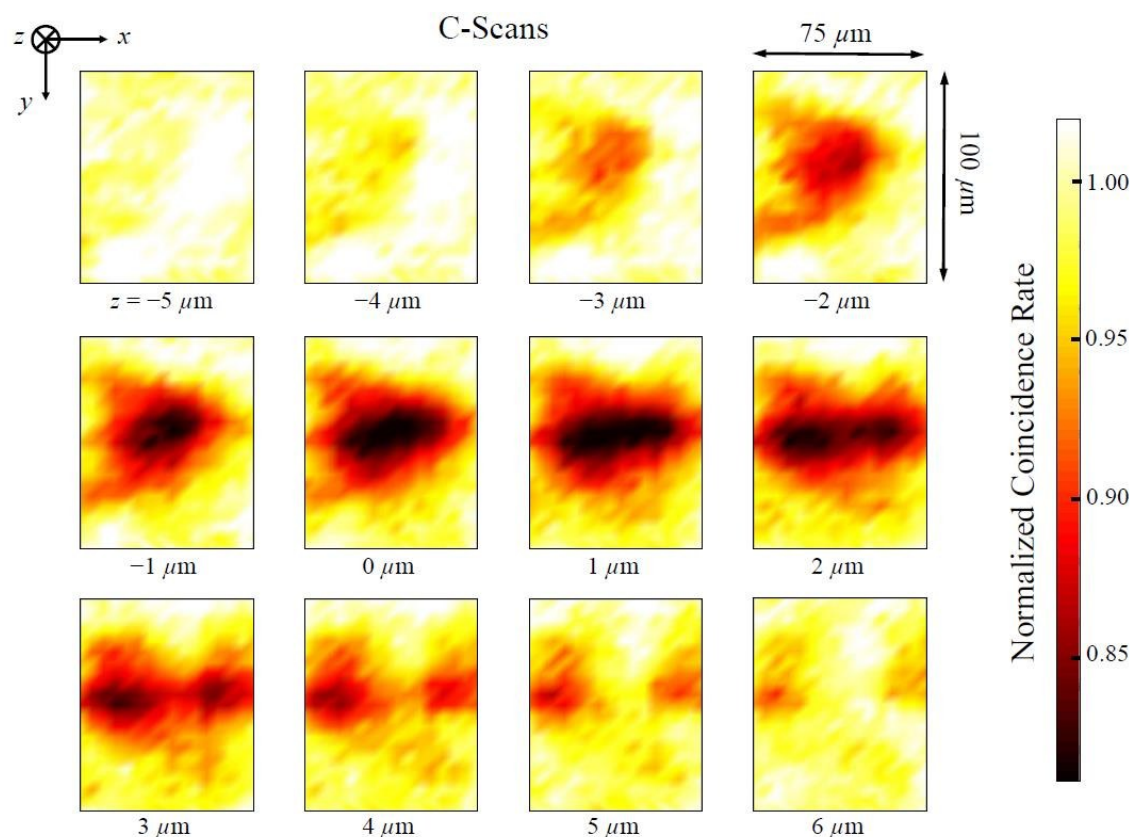 C-Scans
z
x
y
75 μm
100 μm
z = −5 μm
−4 μm
−3 μm
−2 μm
−1 μm
0 μm
1 μm
2 μm
3 μm
4 μm
5 μm
6 μm
Normalized Coincidence Rate
1.00
0.95
0.90
0.85